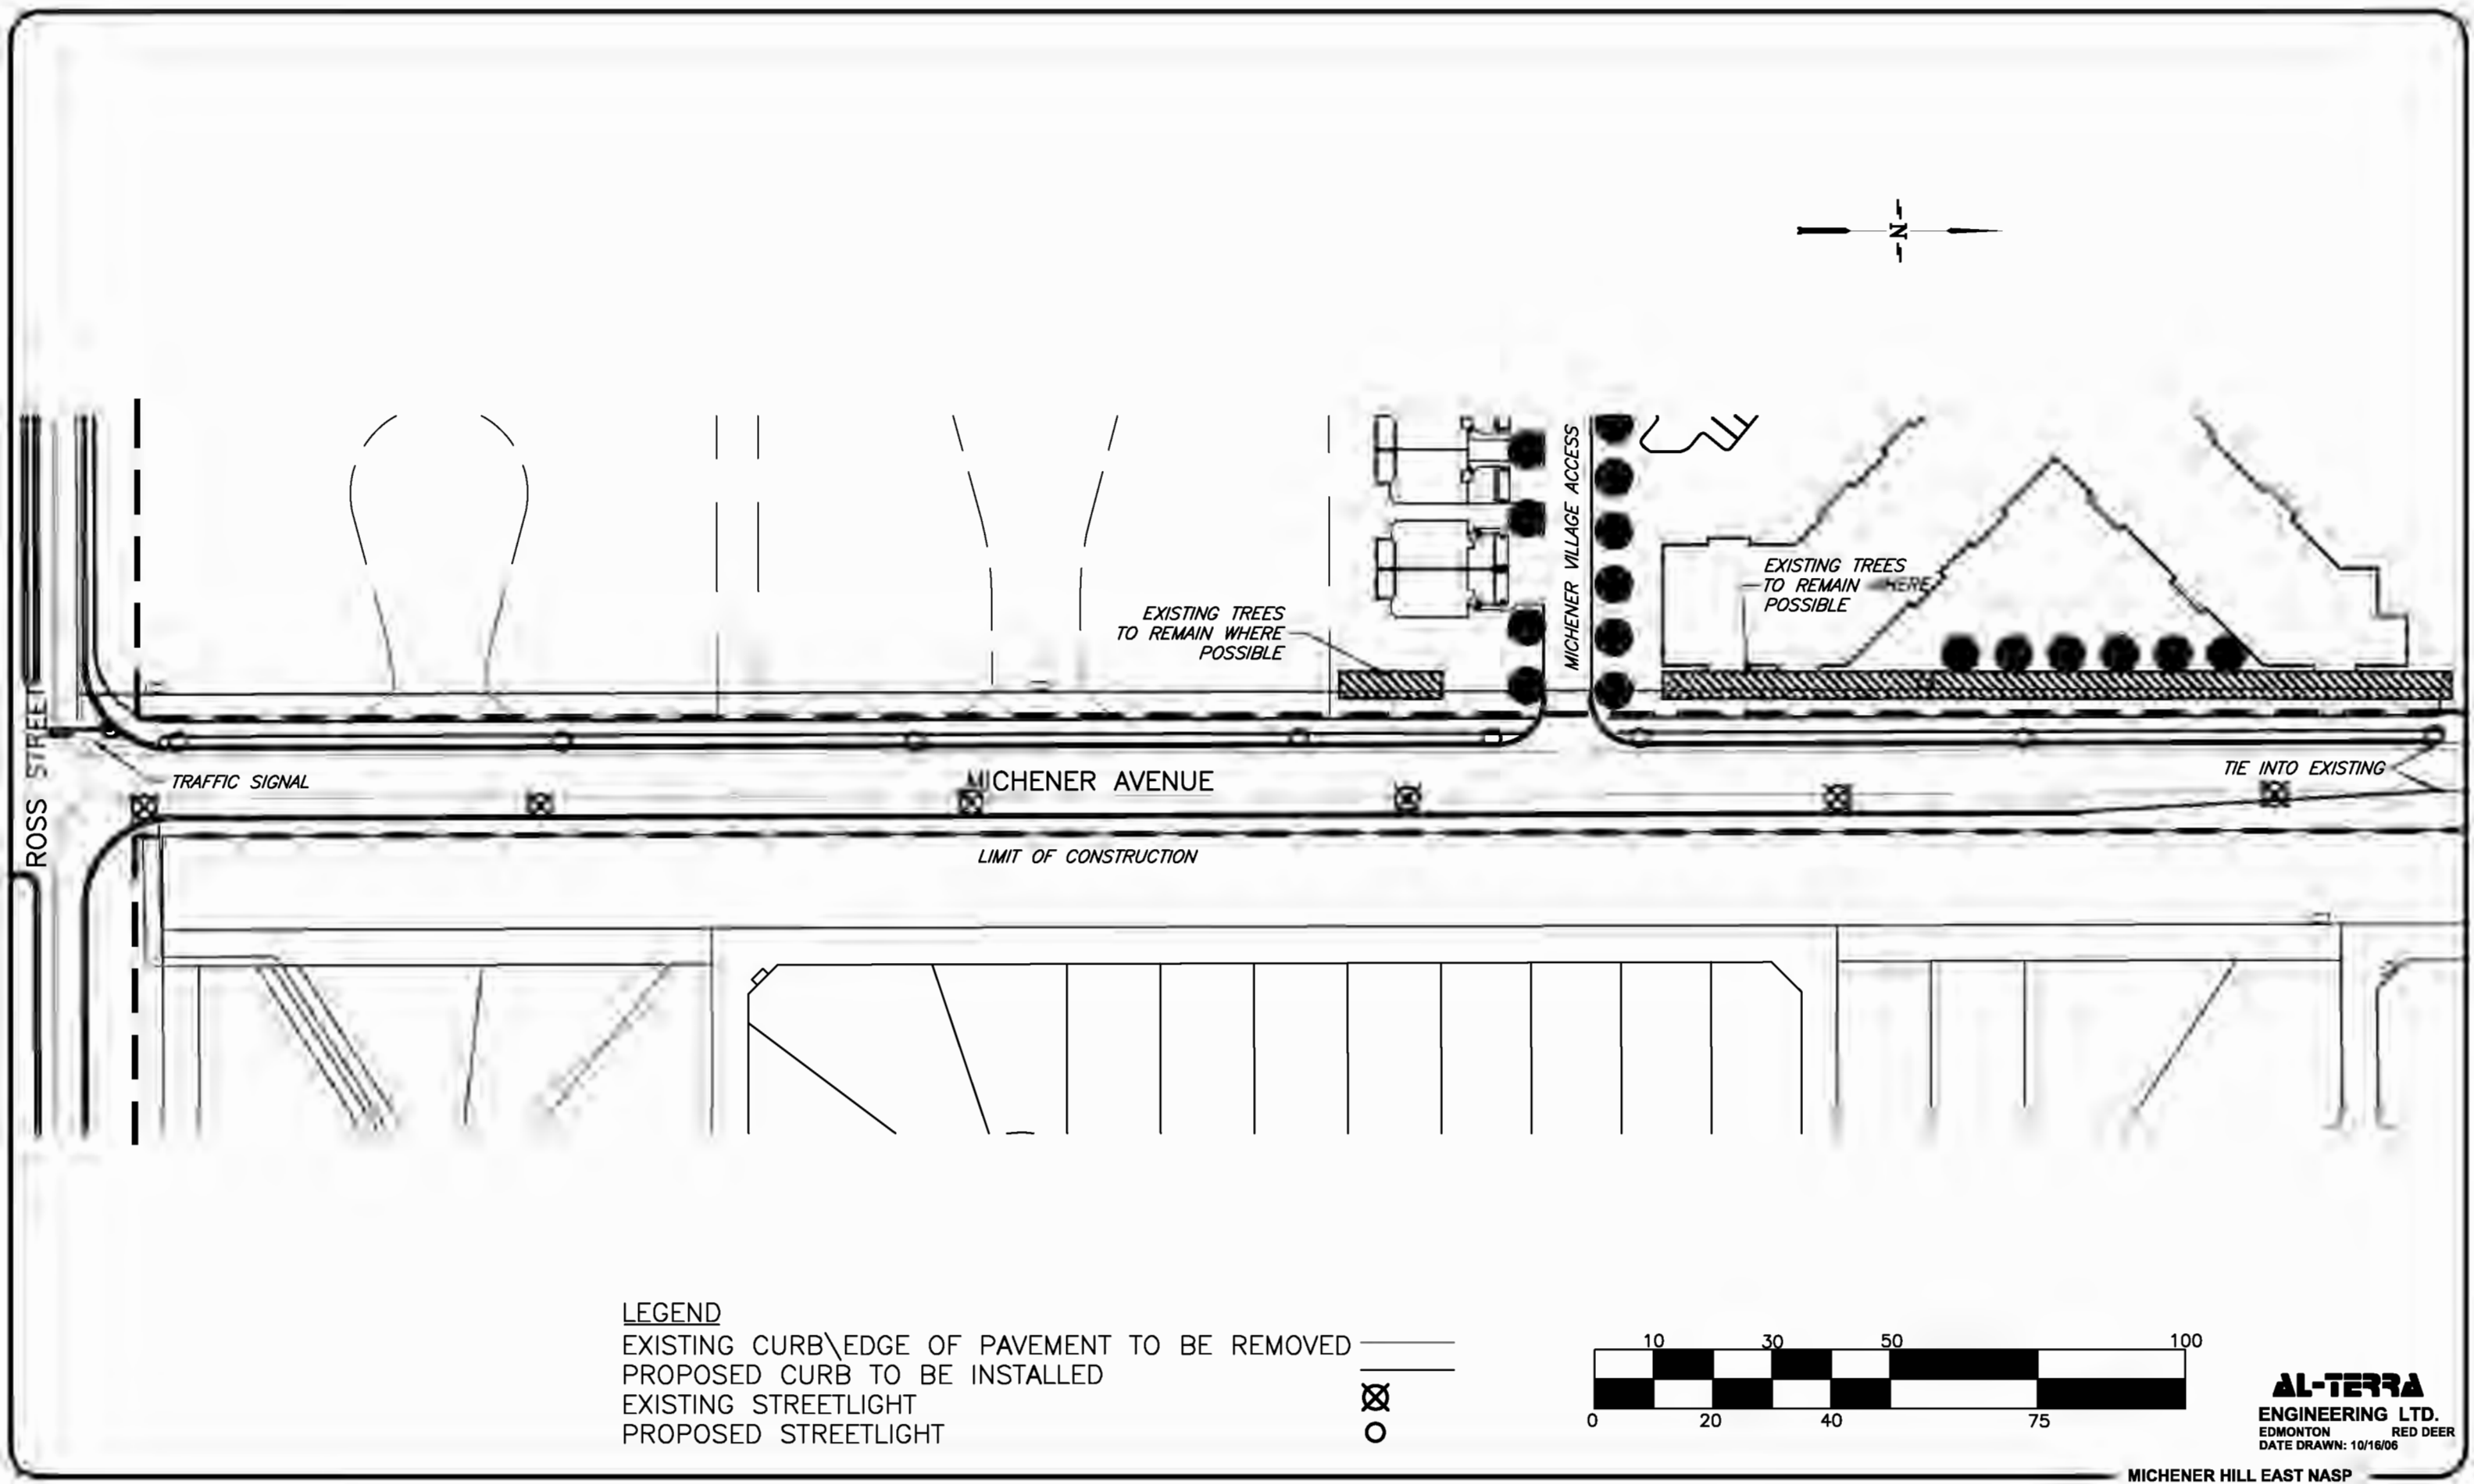 N
MICHENER VILLAGE ACCESS
EXISTING TREES
TO REMAIN WHERE
POSSIBLE
EXISTING TREES
TO REMAIN
POSSIBLE
ROSS STREET
TRAFFIC SIGNAL
MICHENER AVENUE
TIE INTO EXISTING
LIMIT OF CONSTRUCTION
LEGEND
EXISTING CURB\EDGE OF PAVEMENT TO BE REMOVED
PROPOSED CURB TO BE INSTALLED
EXISTING STREETLIGHT
PROPOSED STREETLIGHT
10 30 50 100
0 20 40 75
AL-TERRA
ENGINEERING LTD.
EDMONTON RED DEER
DATE DRAWN: 10/16/06
MICHENER HILL EAST NASP